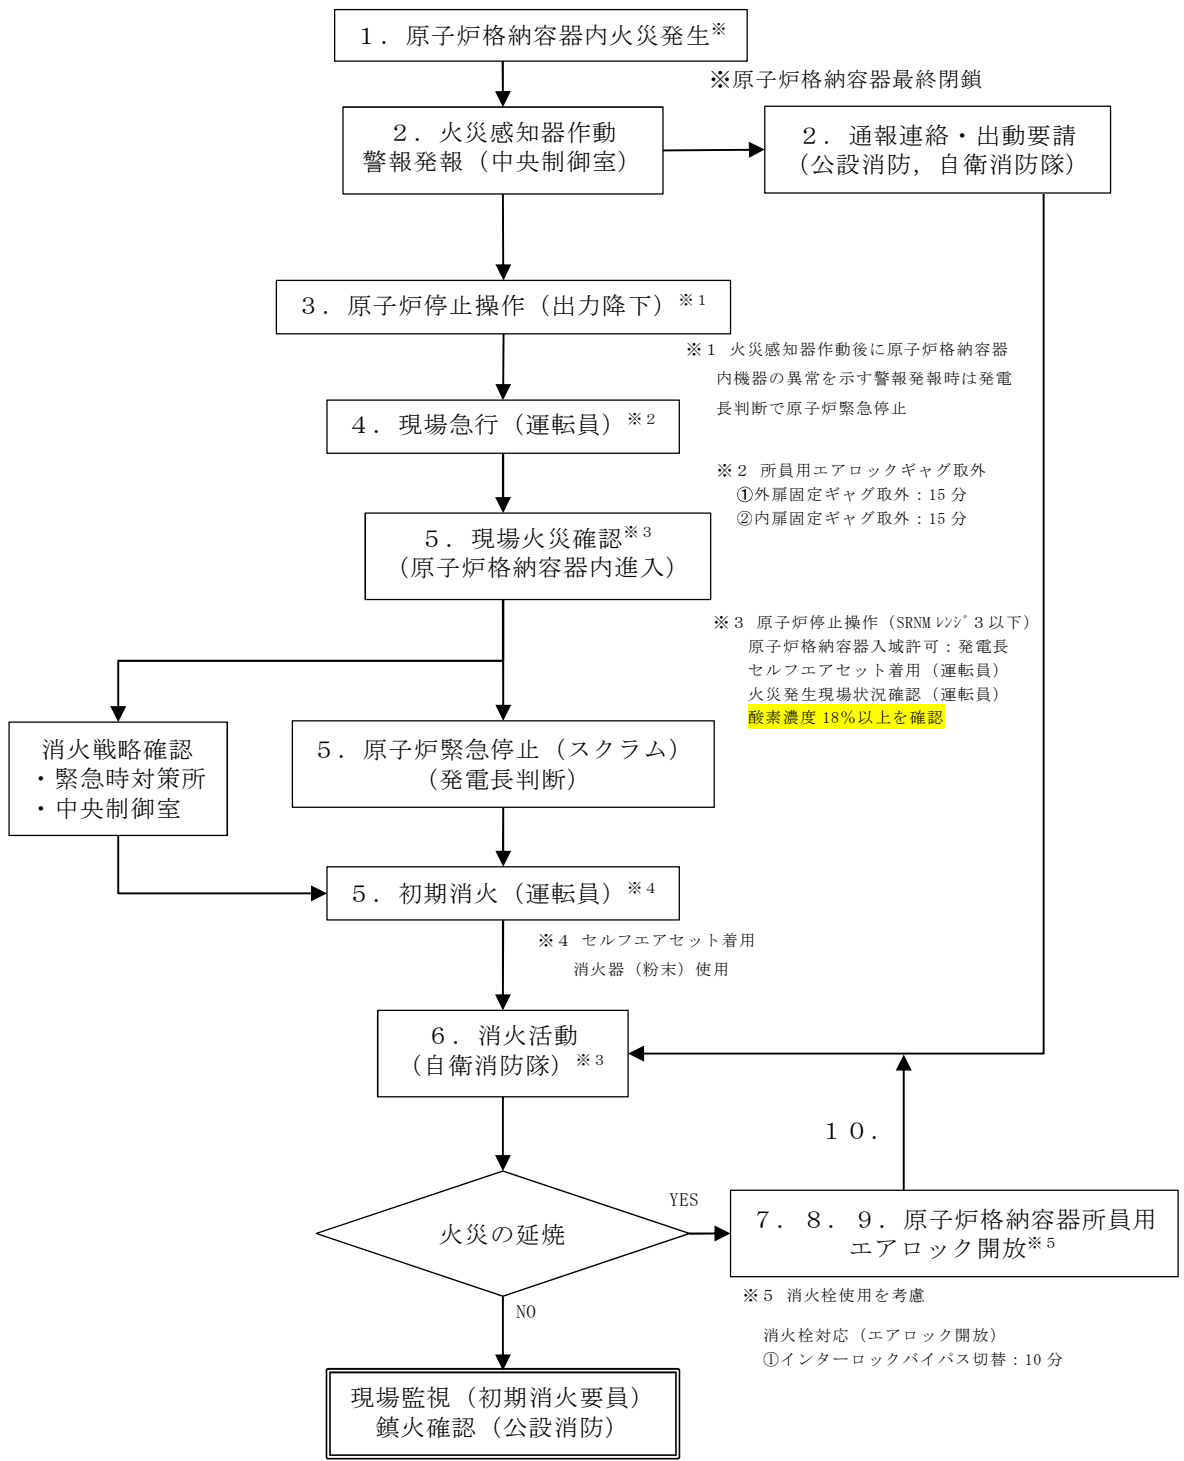 １．原子炉格納容器内火災発生※
※原子炉格納容器最終閉鎖
２．火災感知器作動
警報発報（中央制御室）
２．通報連絡・出動要請
（公設消防，自衛消防隊）
３．原子炉停止操作（出力降下）※１
※１ 火災感知器作動後に原子炉格納容器
内機器の異常を示す警報発報時は発電
長判断で原子炉緊急停止
４．現場急行（運転員）※２
※２ 所員用エアロックギャグ取外
①外扉固定ギャグ取外：15分
②内扉固定ギャグ取外：15分
５．現場火災確認※３
（原子炉格納容器内進入）
※３ 原子炉停止操作（SRNMﾚﾝｼﾞ３以下）
原子炉格納容器入域許可：発電長
セルフエアセット着用（運転員）
火災発生現場状況確認（運転員）
酸素濃度18%以上を確認
消火戦略確認
・緊急時対策所
・中央制御室
５．原子炉緊急停止（スクラム）
（発電長判断）
５．初期消火（運転員）※４
※４ セルフエアセット着用
消火器（粉末）使用
６．消火活動
（自衛消防隊）※３
１０．
火災の延焼
YES
７．８．９．原子炉格納容器所員用
エアロック開放※５
※５ 消火栓使用を考慮
消火栓対応（エアロック開放）
①インターロックバイパス切替：10分
NO
現場監視（初期消火要員）
鎮火確認（公設消防）